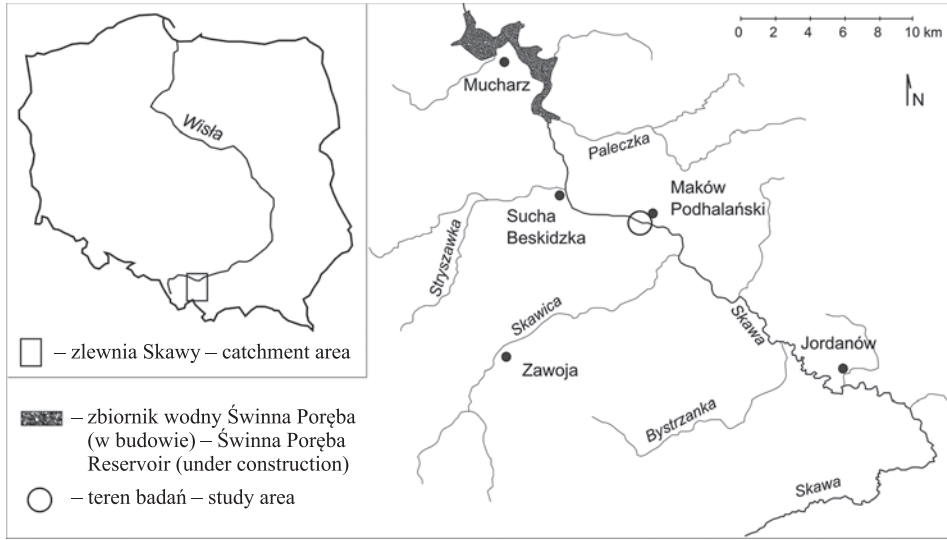 Wisła
– zlewnia Skawy – catchment area
– zbiornik wodny Świnna Poręba
(w budowie) – Świnna Poręba
Reservoir (under construction)
– teren badań – study area
0 2 4 6 8 10 km
N
Mucharz
Paleczka
Maków
Podhalański
Sucha
Beskidzka
Stryszawka
Skawica
Skawa
Jordanów
Zawoja
Bystrzanka
Skawa